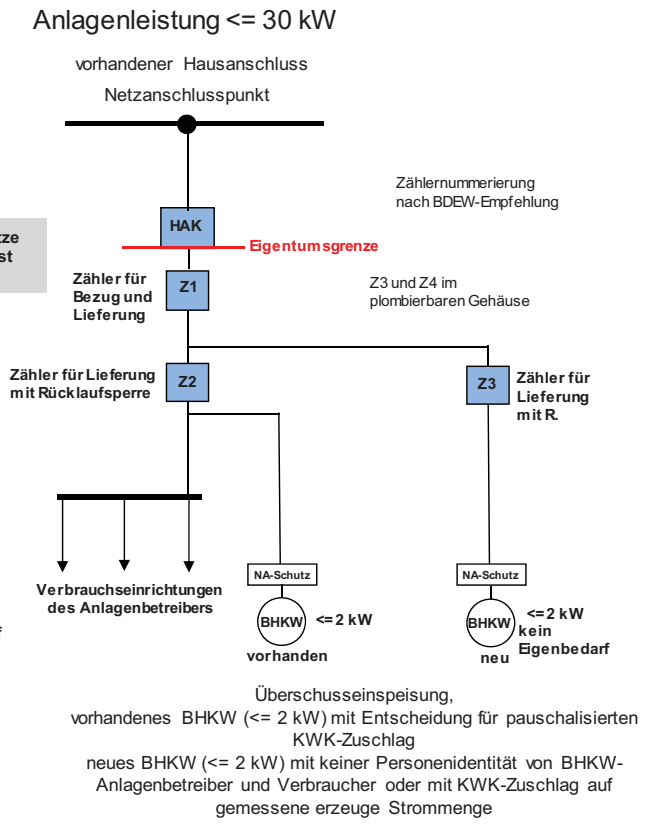 Anlagenleistung <= 30 kW
vorhandener Hausanschluss
Netzanschlusspunkt
Zählernummerierung
nach BDEW-Empfehlung
HAK
Eigentumsgrenze
Zähler für
Bezug und
Lieferung
Z1
Z3 und Z4 im
plombierbaren Gehäuse
Zähler für Lieferung
mit Rücklaufsperre
Z2
Z3
Zähler für
Lieferung
mit R.
Verbrauchseinrichtungen
des Anlagenbetreibers
NA-Schutz
BHKW
<= 2 kW
vorhanden
NA-Schutz
BHKW
<= 2 kW
kein
Eigenbedarf
neu
Überschusseinspeisung,
vorhandenes BHKW (<= 2 kW) mit Entscheidung für pauschalisierten
KWK-Zuschlag
neues BHKW (<= 2 kW) mit keiner Personenidentität von BHKW-
Anlagenbetreiber und Verbraucher oder mit KWK-Zuschlag auf
gemessene erzeuge Strommenge